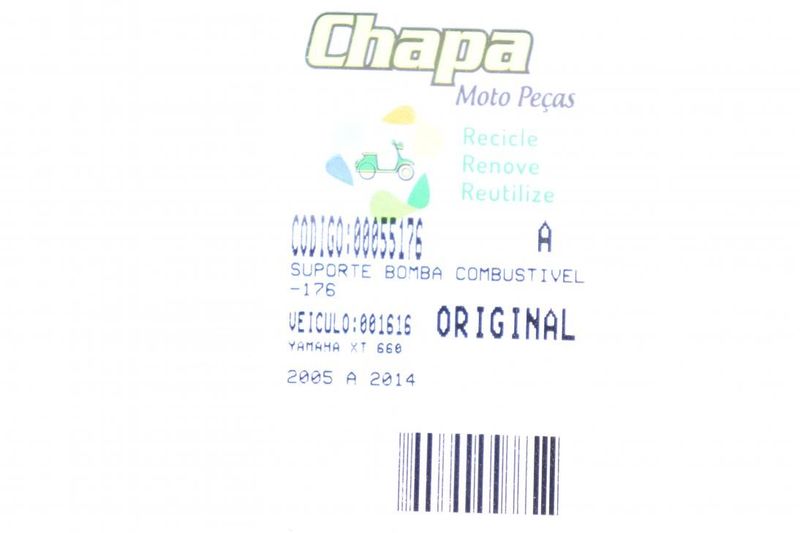 Chapa
Moto Peças
Recicle
Renove
Reutilize
CODIGO:00055176 A
SUPORTE BOMBA COMBUSTIVEL
-176
VEICULO:001616 ORIGINAL
YAMAHA XT 660
2005 A 2014